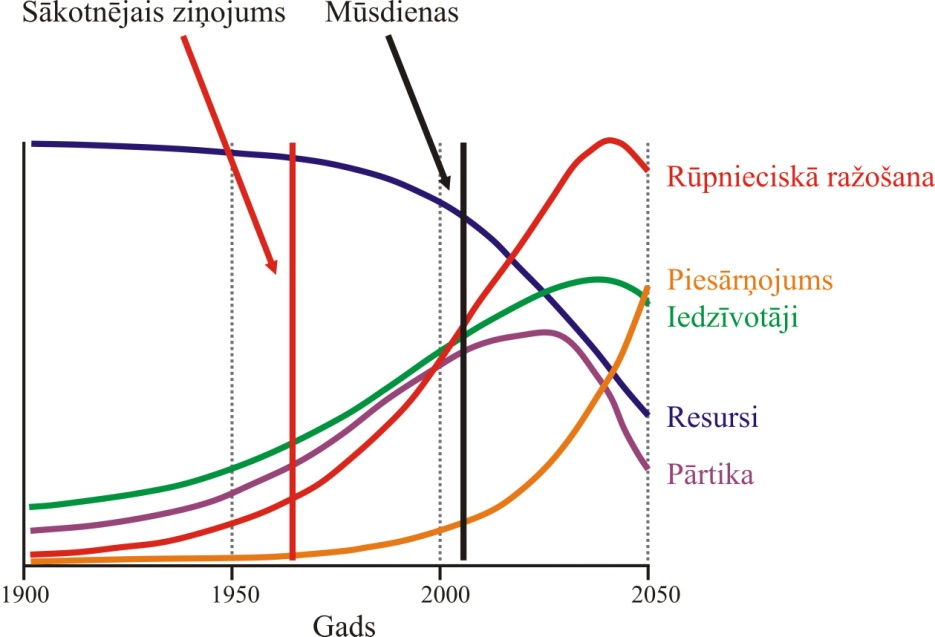 Sākotnējais ziņojums
Mūsdienas
Rūpnieciskā ražošana
Piesārņojums
Iedzīvotāji
Resursi
Pārtika
1900
1950
2000
2050
Gads